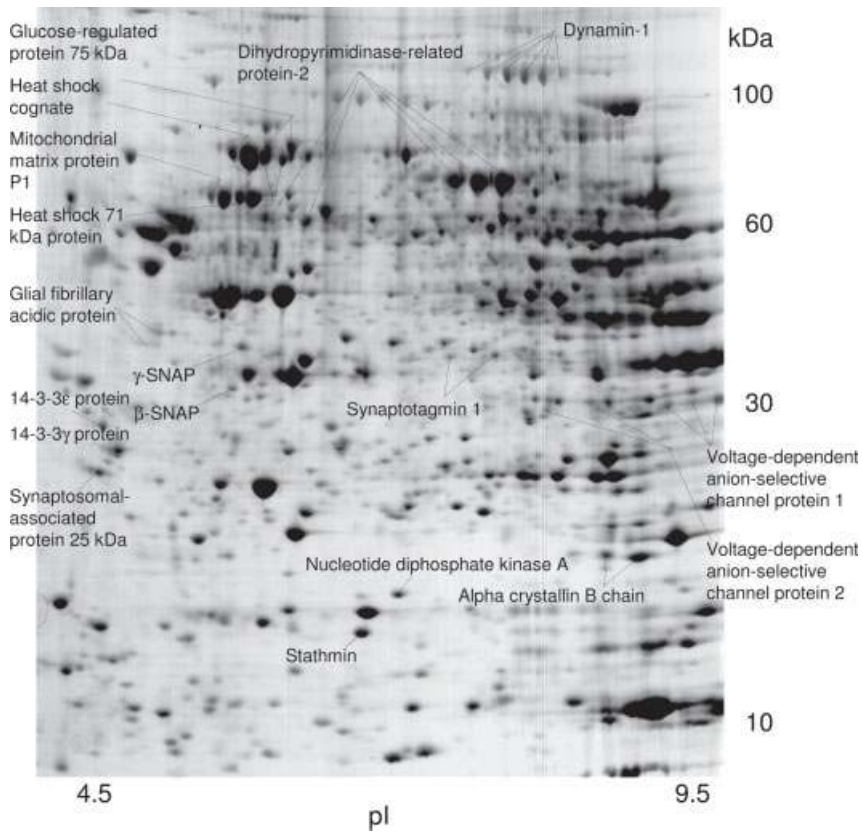 Glucose-regulated
protein 75 kDa
Heat shock
cognate
Mitochondrial
matrix protein
P1
Heat shock 71
kDa protein
Glial fibrillary
acidic protein
γ-SNAP
14-3-3ε protein
β-SNAP
14-3-3γ protein
Synaptosomal-
associated
protein 25 kDa
Dihydropyrimidinase-related
protein-2
Dynamin-1
kDa
100
60
30
10
Synaptotagmin 1
Voltage-dependent
anion-selective
channel protein 1
Voltage-dependent
anion-selective
channel protein 2
Nucleotide diphosphate kinase A
Alpha crystallin B chain
Stathmin
4.5
9.5
pI